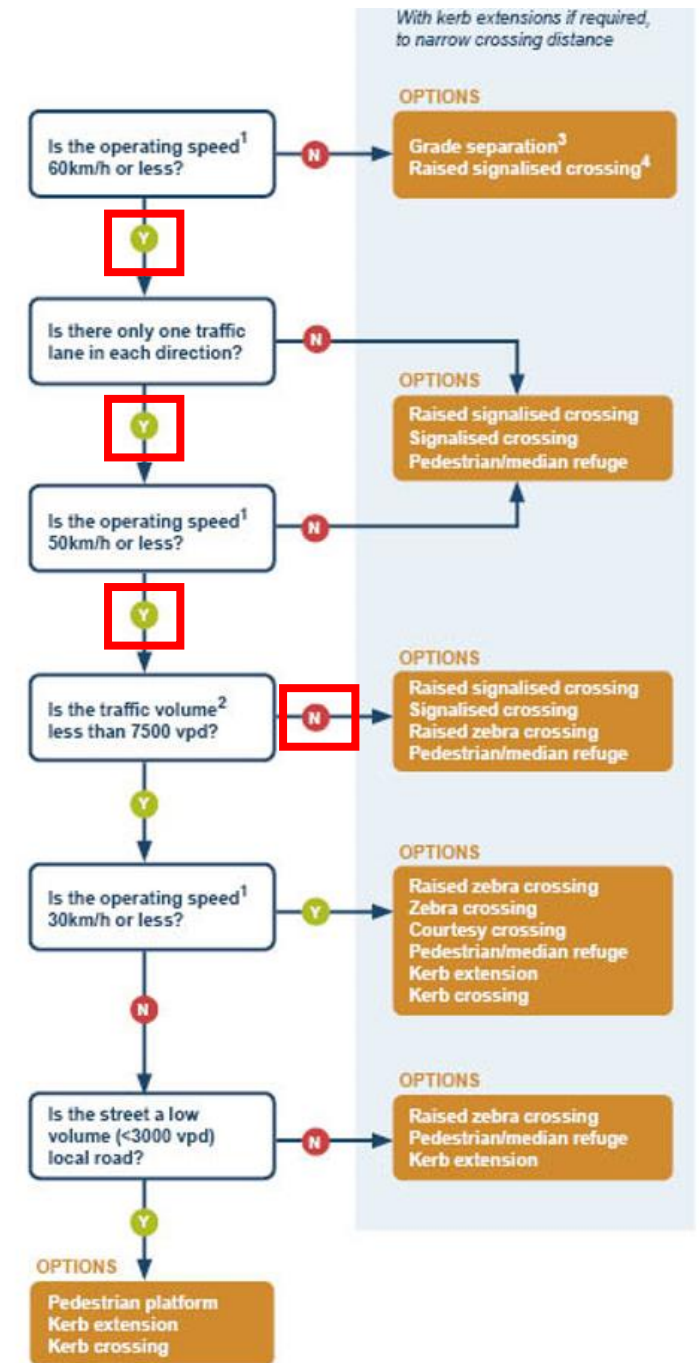 With kerb extensions if required,
to narrow crossing distance
OPTIONS
Is the operating speed¹
60km/h or less?
N
Grade separation³
Raised signalised crossing⁴
Y
Is there only one traffic
lane in each direction?
N
OPTIONS
Raised signalised crossing
Signalised crossing
Pedestrian/median refuge
Y
Is the operating speed¹
50km/h or less?
N
Y
OPTIONS
Is the traffic volume²
less than 7500 vpd?
N
Raised signalised crossing
Signalised crossing
Raised zebra crossing
Pedestrian/median refuge
Y
OPTIONS
Is the operating speed¹
30km/h or less?
Y
Raised zebra crossing
Zebra crossing
Courtesy crossing
Pedestrian/median refuge
Kerb extension
Kerb crossing
N
OPTIONS
Is the street a low
volume (<3000 vpd)
local road?
N
Raised zebra crossing
Pedestrian/median refuge
Kerb extension
Y
OPTIONS
Pedestrian platform
Kerb extension
Kerb crossing